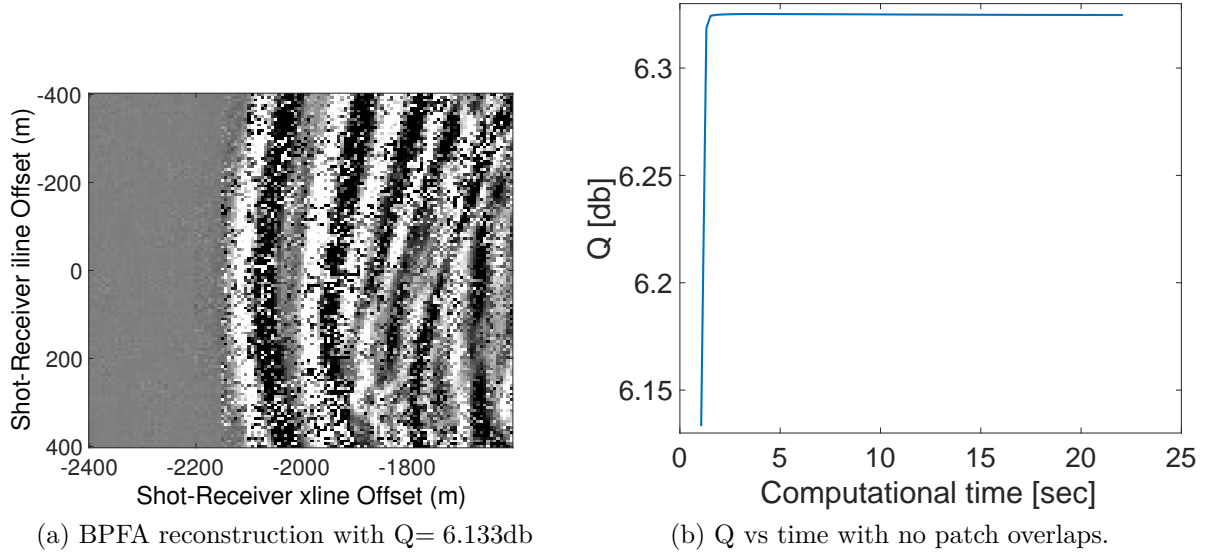 -400
-200
0
200
400
Shot-Receiver iline Offset (m)
-2400 -2200 -2000 -1800
Shot-Receiver xline Offset (m)
(a) BPFA reconstruction with Q= 6.133db
6.3
6.25
6.2
6.15
Q [db]
0 5 10 15 20 25
Computational time [sec]
(b) Q vs time with no patch overlaps.